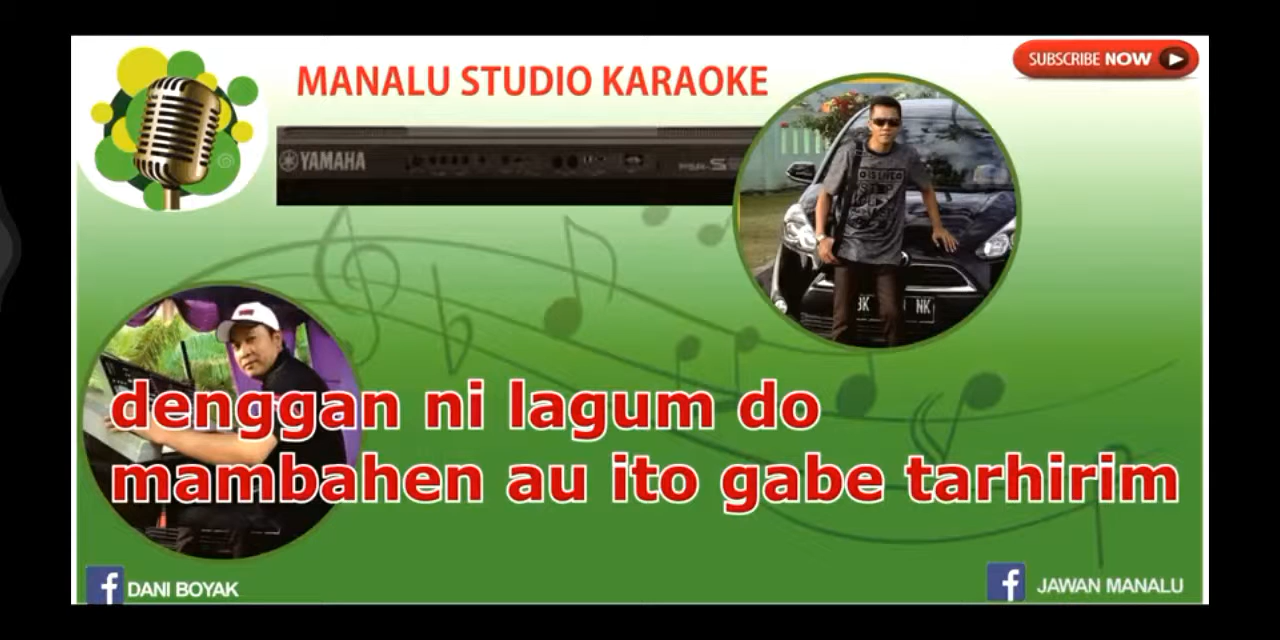 MANALU STUDIO KARAOKE
SUBSCRIBE NOW
YAMAHA
denggan ni lagum do
mambahen au ito gabe tarhirim
DANI BOYAK
JAWAN MANALU